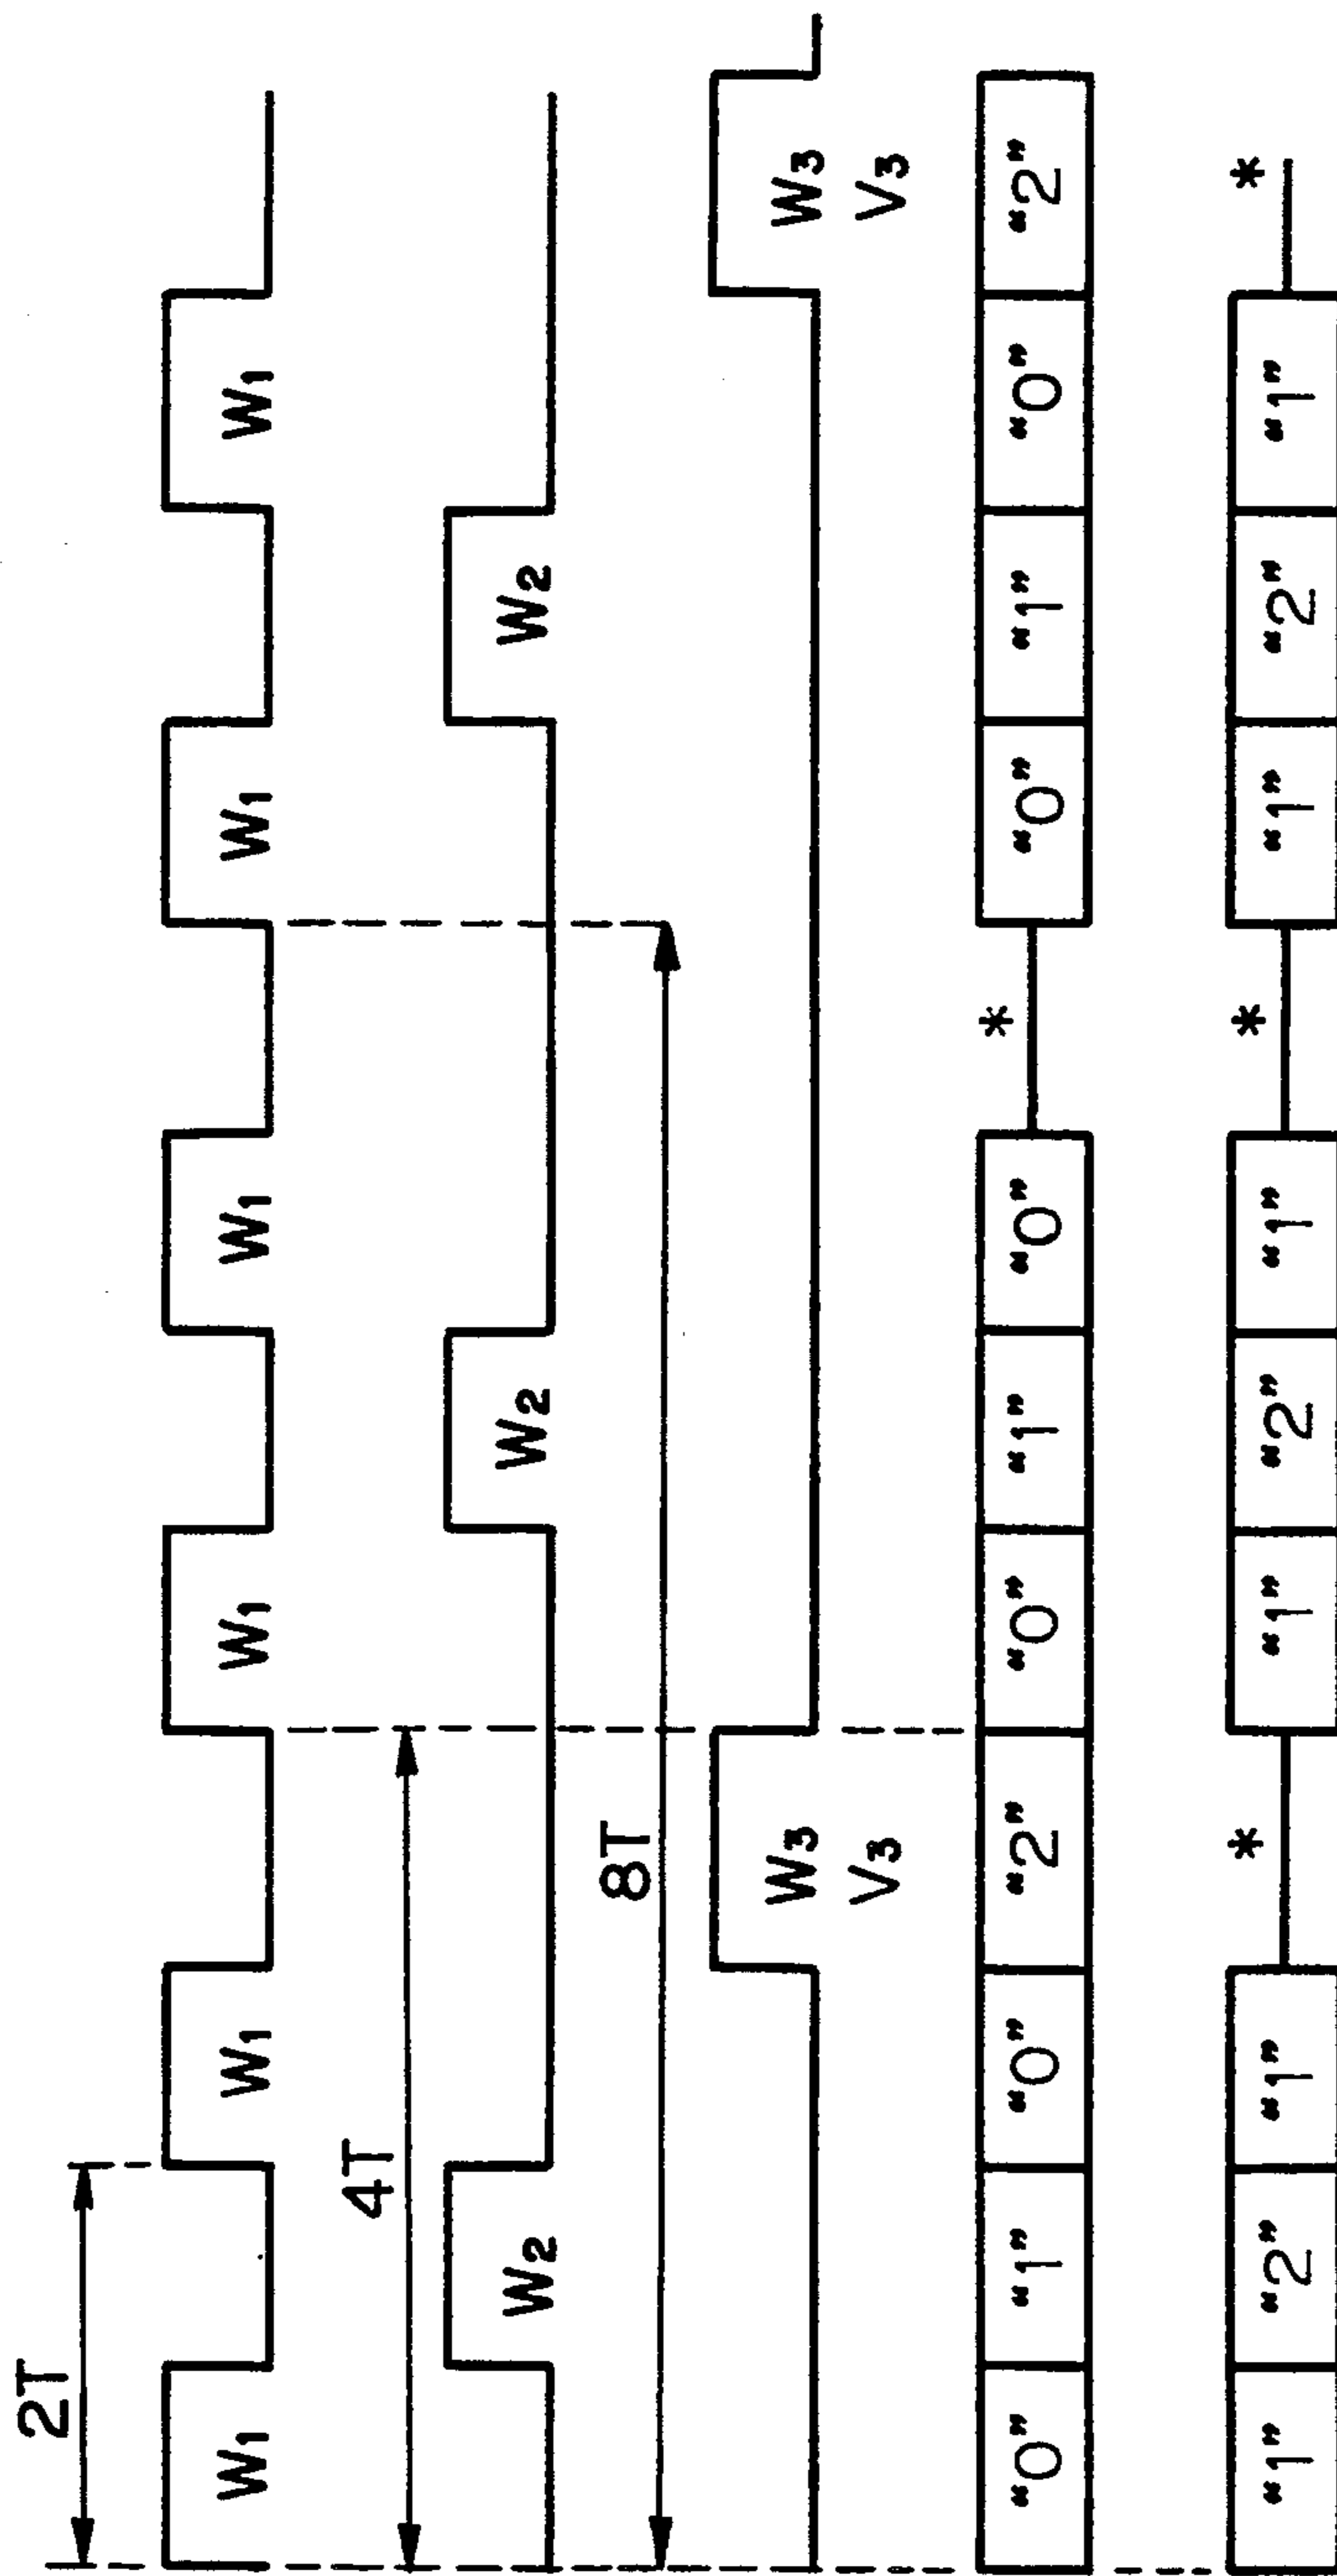 2T
W1 W1 W1 W1 W1 W1
4T
W2 W2 W2
8T
W3 W3
V3 V3
“0” “1” “0” “2” “0” “1” “0” * “0” “1” “0” “2”
“1” “2” “1” * “1” “2” “1” * “1” “2” “1” *